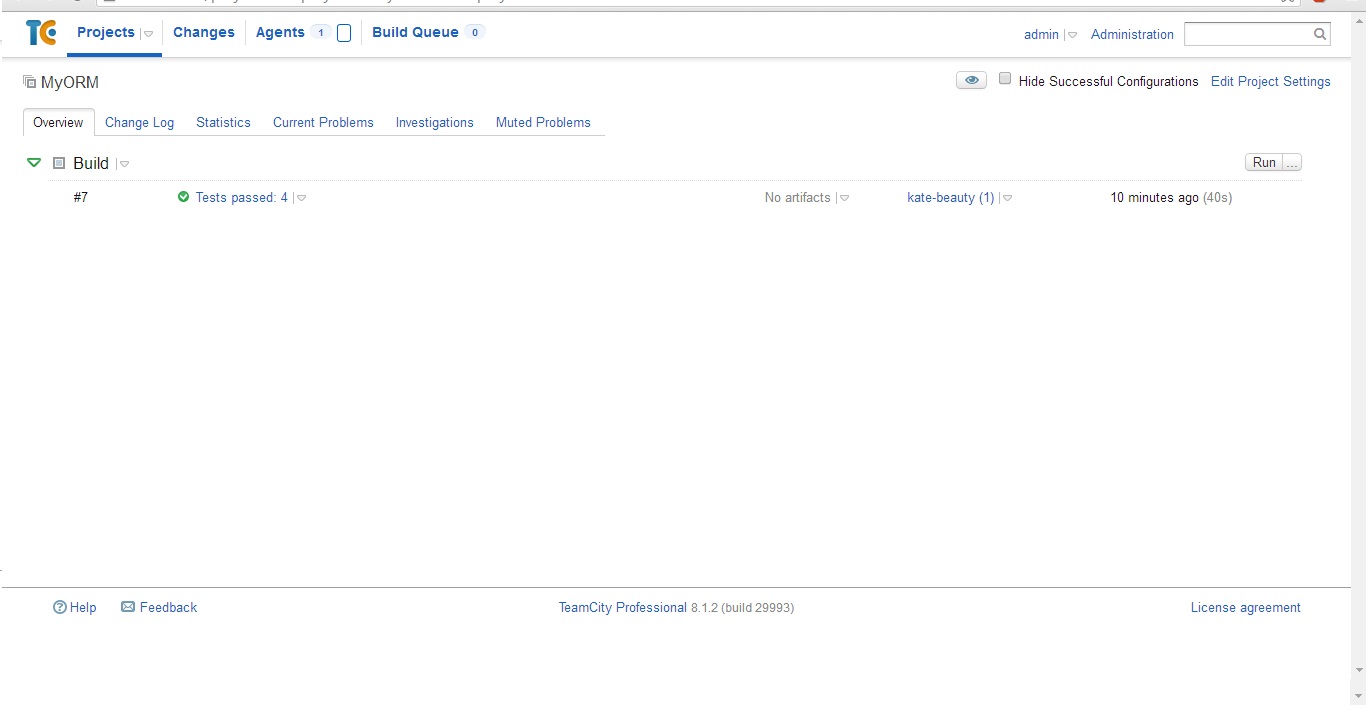 TC Projects Changes Agents 1 Build Queue 0 admin Administration
MyORM Hide Successful Configurations Edit Project Settings
Overview Change Log Statistics Current Problems Investigations Muted Problems
Build Run ...
#7 Tests passed: 4 No artifacts kate-beauty (1) 10 minutes ago (40s)
Help Feedback TeamCity Professional 8.1.2 (build 29993) License agreement